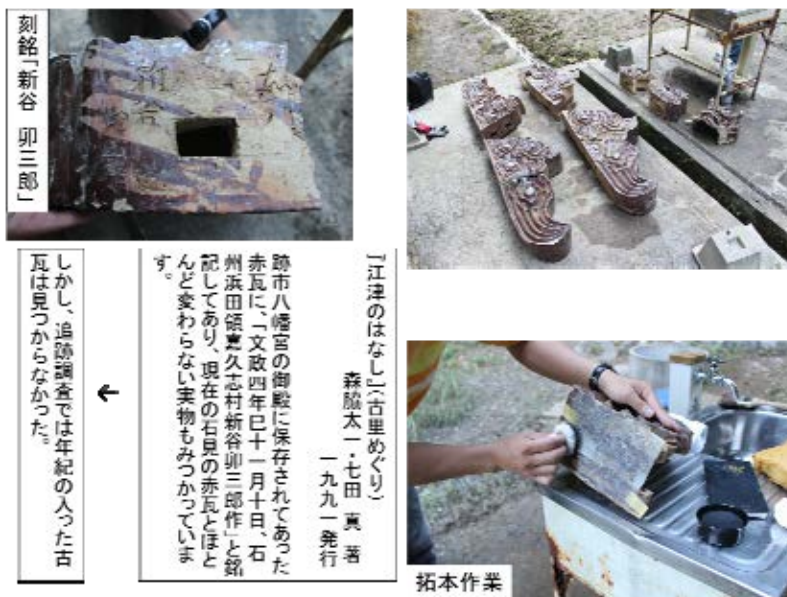 刻銘「新谷 卯三郎」
『江津のはなし』(古里めぐり)
森脇太一・七田 真 著
一九九一発行
跡市八幡宮の御殿に保存されてあった
赤瓦に、「文政四年巳十一月十日、石
州浜田領嘉久志村新谷卯三郎作」と銘
記してあり、現在の石見の赤瓦とほと
んど変わらない実物もみつかっていま
す。
←
しかし、追跡調査では年紀の入った古
瓦は見つからなかった。
拓本作業